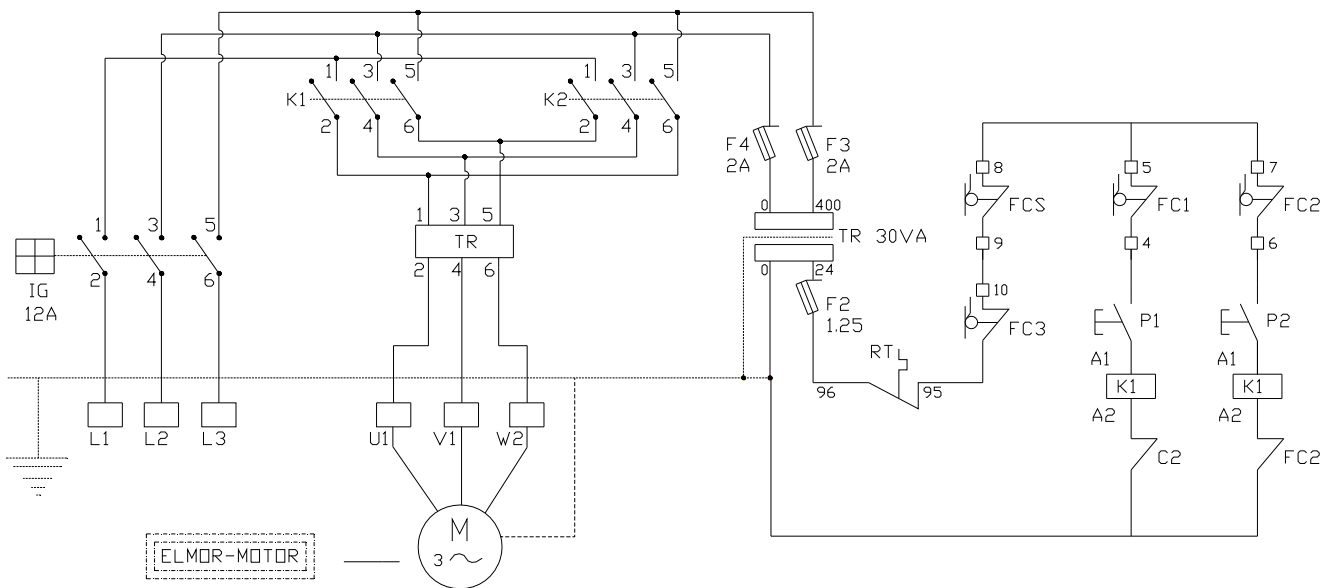 1 3 5 1 3 5
K1 K2
2 4 6 2 4 6
F4 F3
2A 2A
8 5 7
FCS FC1 FC2
1 3 5 1 3 5 0 400
TR TR 30VA
9 4 6
2 4 6 2 4 6 0 24
IG
12A
F2
1.25
10
FC3 P1 P2
RT A1 A1
96 95 K1 K1
A2 A2
L1 L2 L3 U1 V1 W2
C2 FC2
M
3
ELMOR-MOTOR